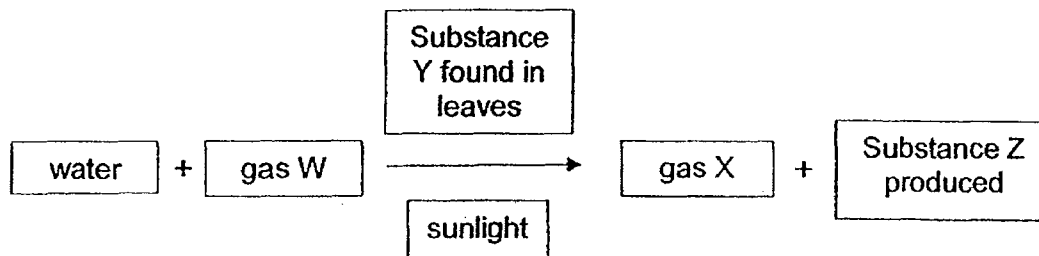 Substance
Y found in
leaves
water + gas W
sunlight
gas X +
Substance Z
produced